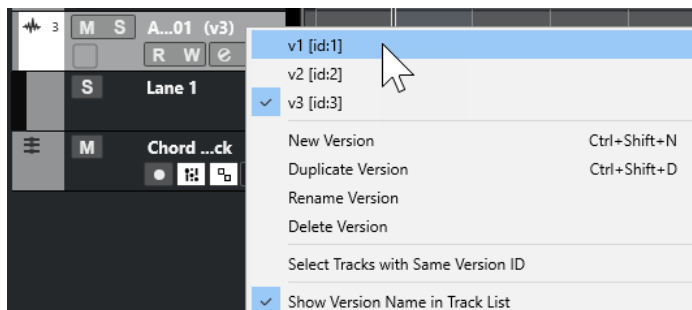 3 M S A...01 (v3)
R W e
S Lane 1
M Chord ...ck
v1 [id:1]
v2 [id:2]
v3 [id:3]
New Version Ctrl+Shift+N
Duplicate Version Ctrl+Shift+D
Rename Version
Delete Version
Select Tracks with Same Version ID
Show Version Name in Track List